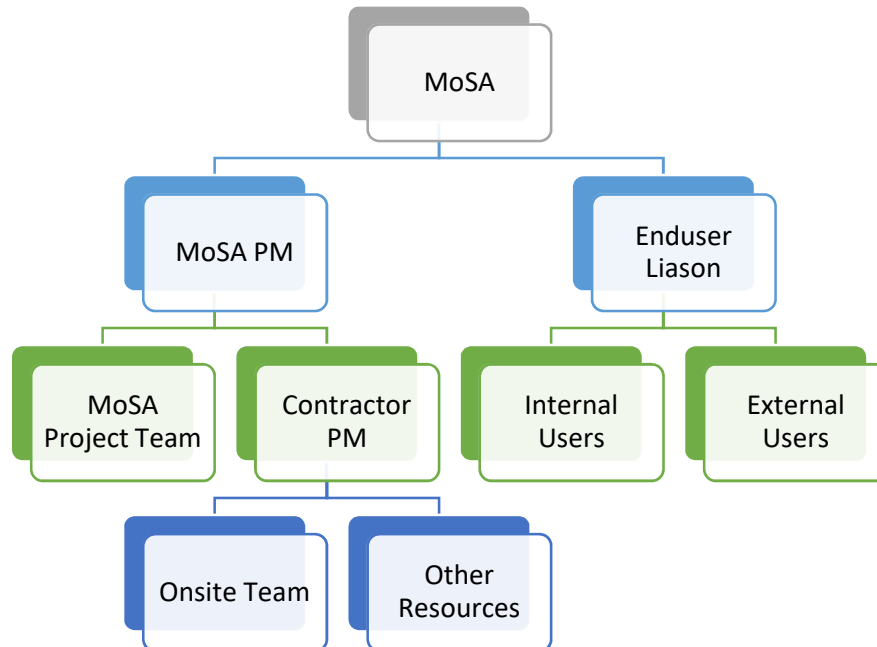 MoSA
MoSA PM
Enduser
Liason
MoSA
Project Team
Contractor
PM
Internal
Users
External
Users
Onsite Team
Other
Resources